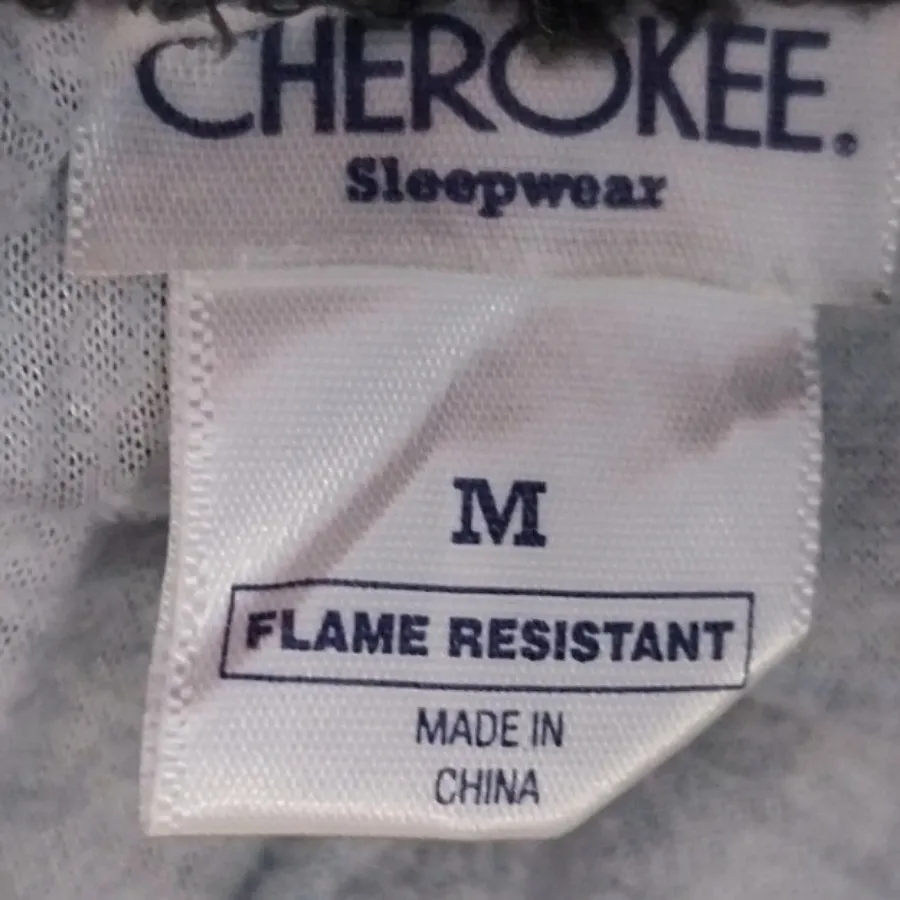 CHEROKEE®
Sleepwear
M
FLAME RESISTANT
MADE IN
CHINA